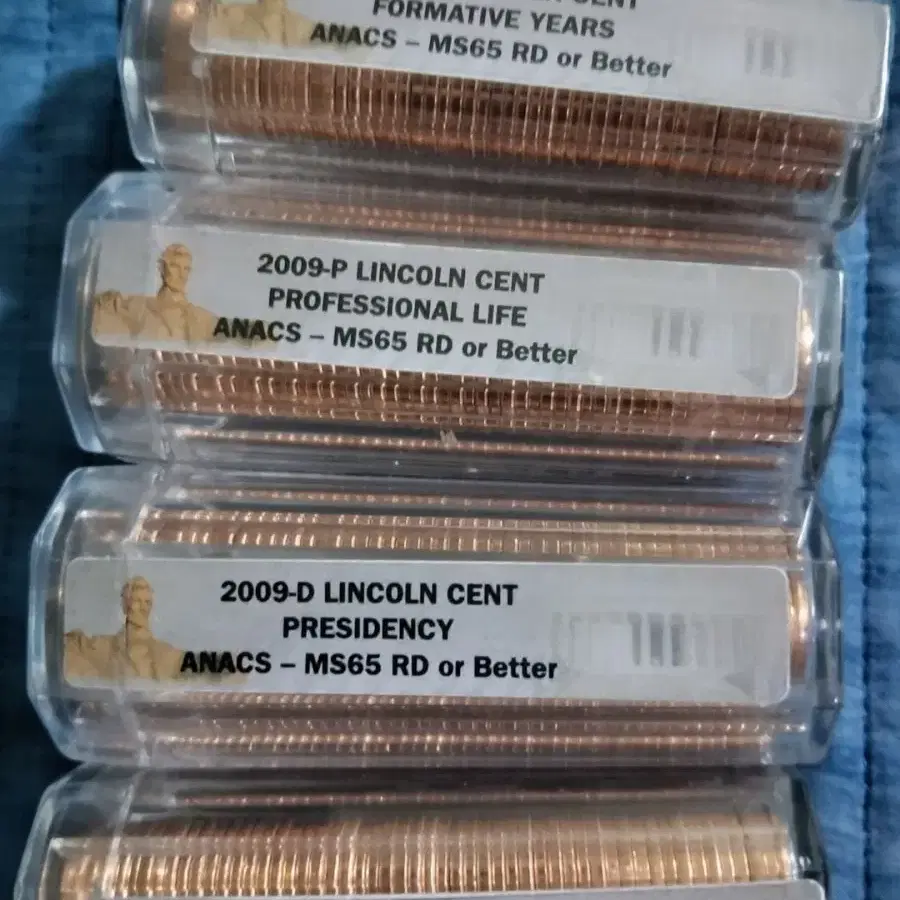 FORMATIVE YEARS
ANACS – MS65 RD or Better
2009-P LINCOLN CENT
PROFESSIONAL LIFE
ANACS – MS65 RD or Better
2009-D LINCOLN CENT
PRESIDENCY
ANACS – MS65 RD or Better